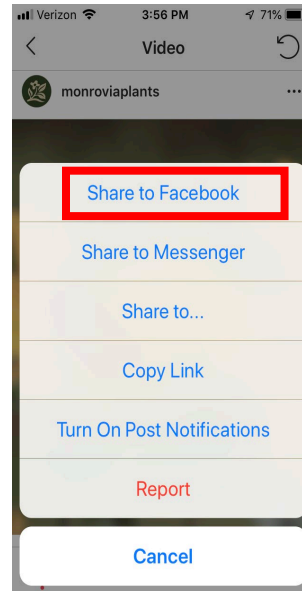 Verizon 3:56 PM 71%
Video
monroviaplants
Share to Facebook
Share to Messenger
Share to...
Copy Link
Turn On Post Notifications
Report
Cancel